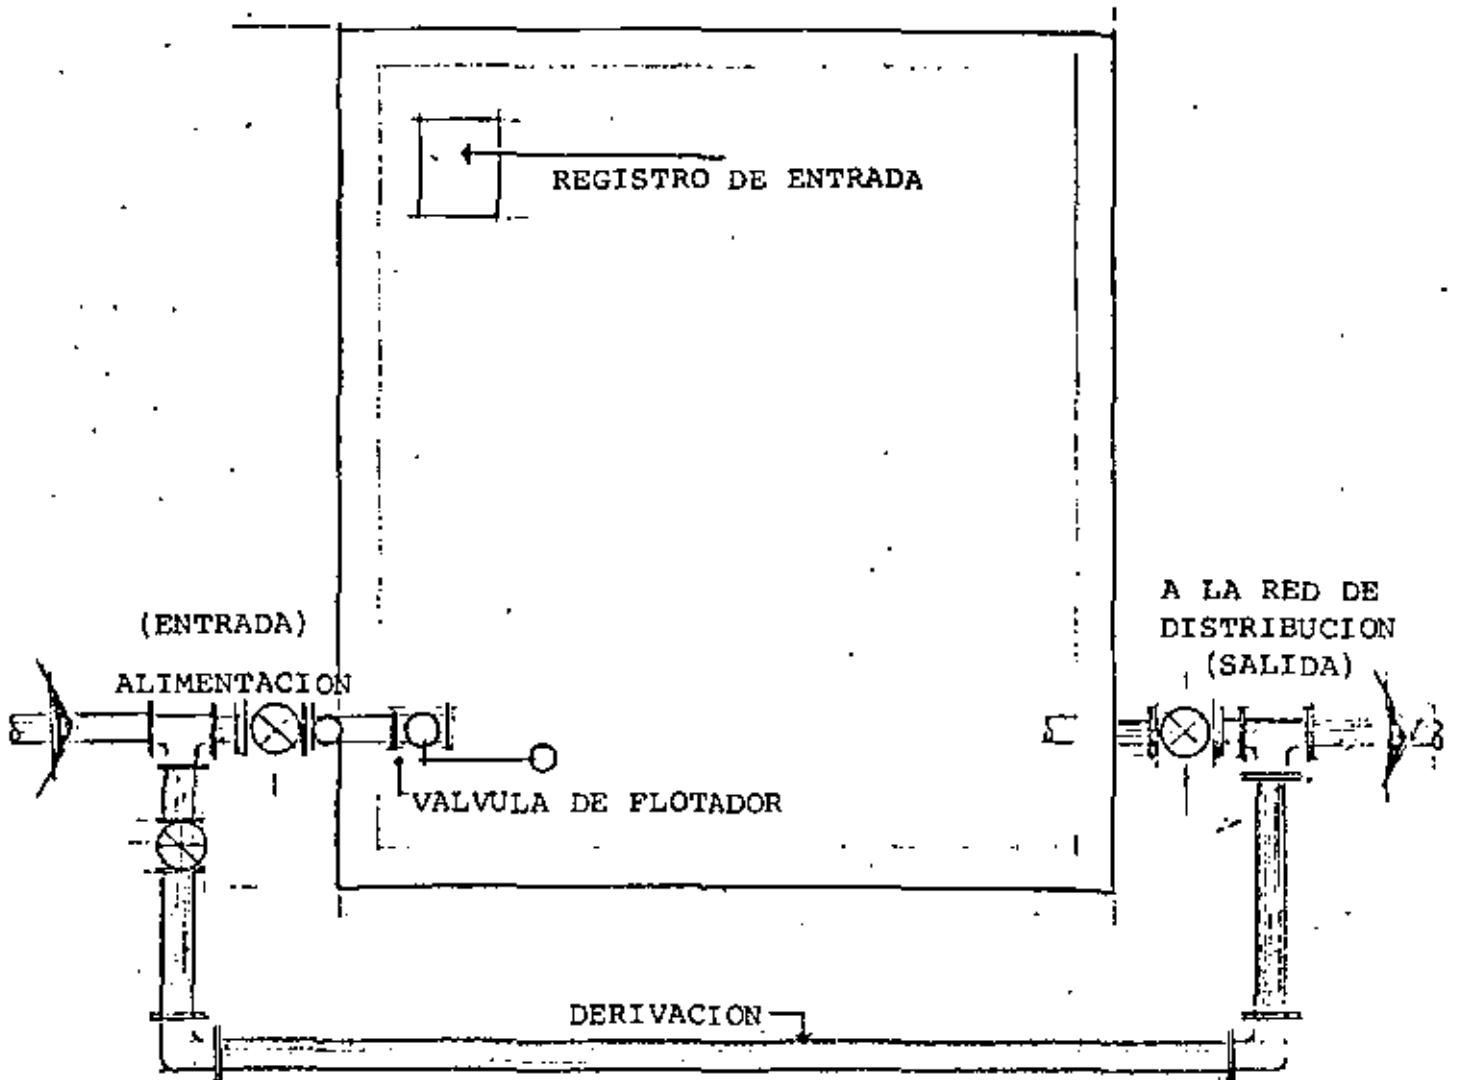 REGISTRO DE ENTRADA
(ENTRADA)
ALIMENTACION
A LA RED DE
DISTRIBUCION
(SALIDA)
VALVULA DE FLOTADOR
DERIVACION